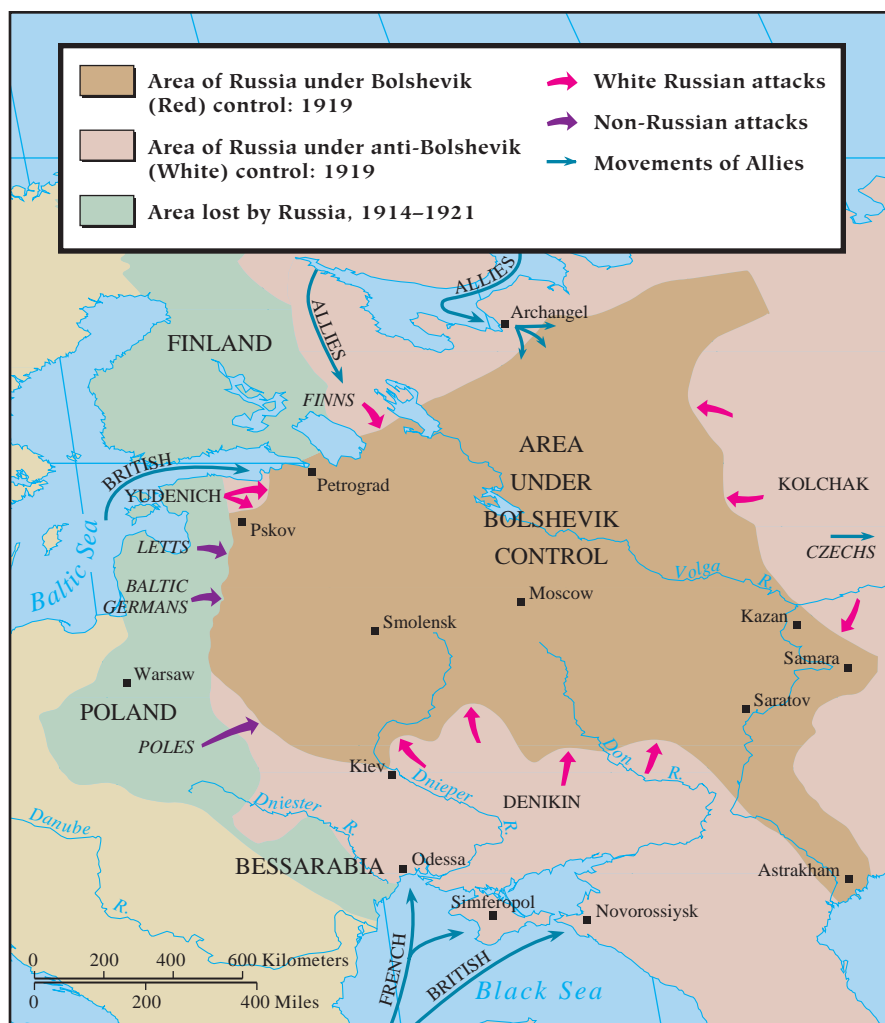 Area of Russia under Bolshevik
(Red) control: 1919
Area of Russia under anti-Bolshevik
(White) control: 1919
Area lost by Russia, 1914–1921
White Russian attacks
Non-Russian attacks
Movements of Allies
ALLIES
ALLIES
Archangel
FINLAND
FINNS
AREA
UNDER
BOLSHEVIK
CONTROL
BRITISH
YUDENICH
Petrograd
Pskov
KOLCHAK
CZECHS
LETTS
BALTIC
GERMANS
Baltic Sea
Volga
R.
Moscow
Smolensk
Kazan
Samara
Saratov
Warsaw
POLAND
POLES
Kiev
Dnieper
R.
Don
R.
DENIKIN
Dniester
R.
Danube
R.
BESSARABIA
Odessa
Astrakham
Simferopol
Novorossiysk
FRENCH
BRITISH
Black Sea
0 200 400 600 Kilometers
0 200 400 Miles